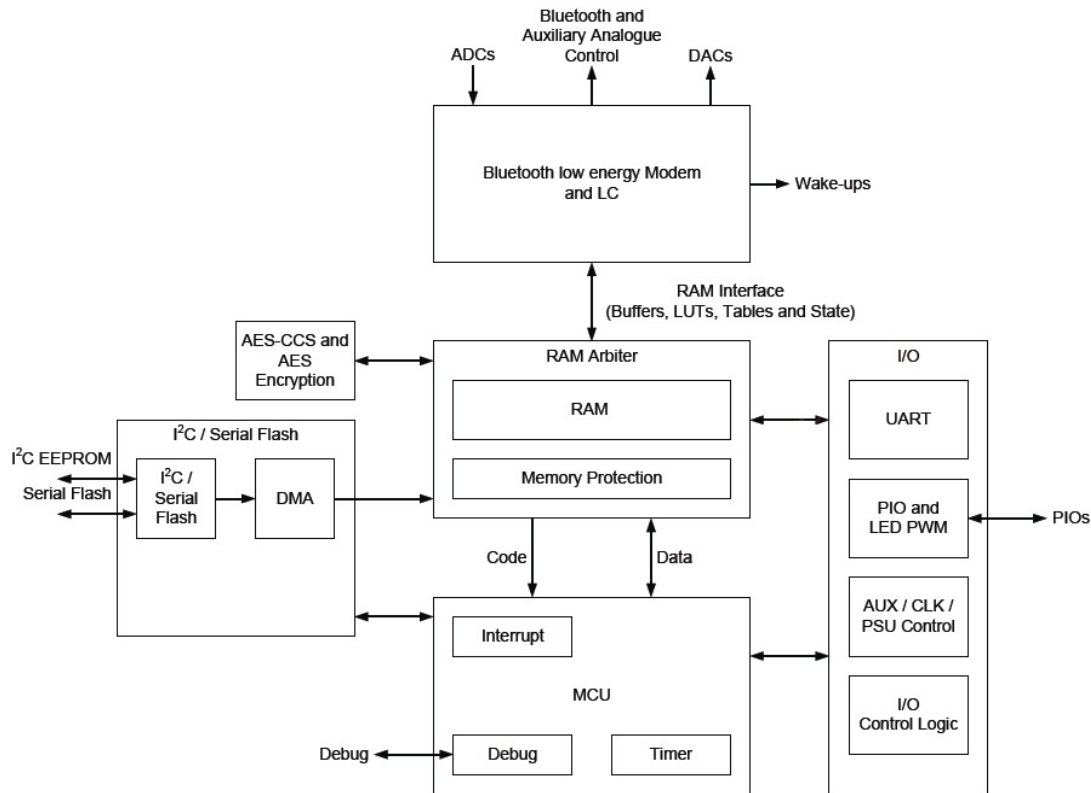 Bluetooth and
Auxiliary Analogue
Control
ADCs
DACs
Bluetooth low energy Modem
and LC
Wake-ups
RAM Interface
(Buffers, LUTs, Tables and State)
AES-CCS and
AES
Encryption
RAM Arbiter
RAM
Memory Protection
I/O
UART
PIO and
LED PWM
PIOs
AUX / CLK /
PSU Control
I/O
Control Logic
I²C / Serial Flash
I²C EEPROM
Serial Flash
I²C /
Serial
Flash
DMA
Code
Data
Interrupt
MCU
Debug
Debug
Timer